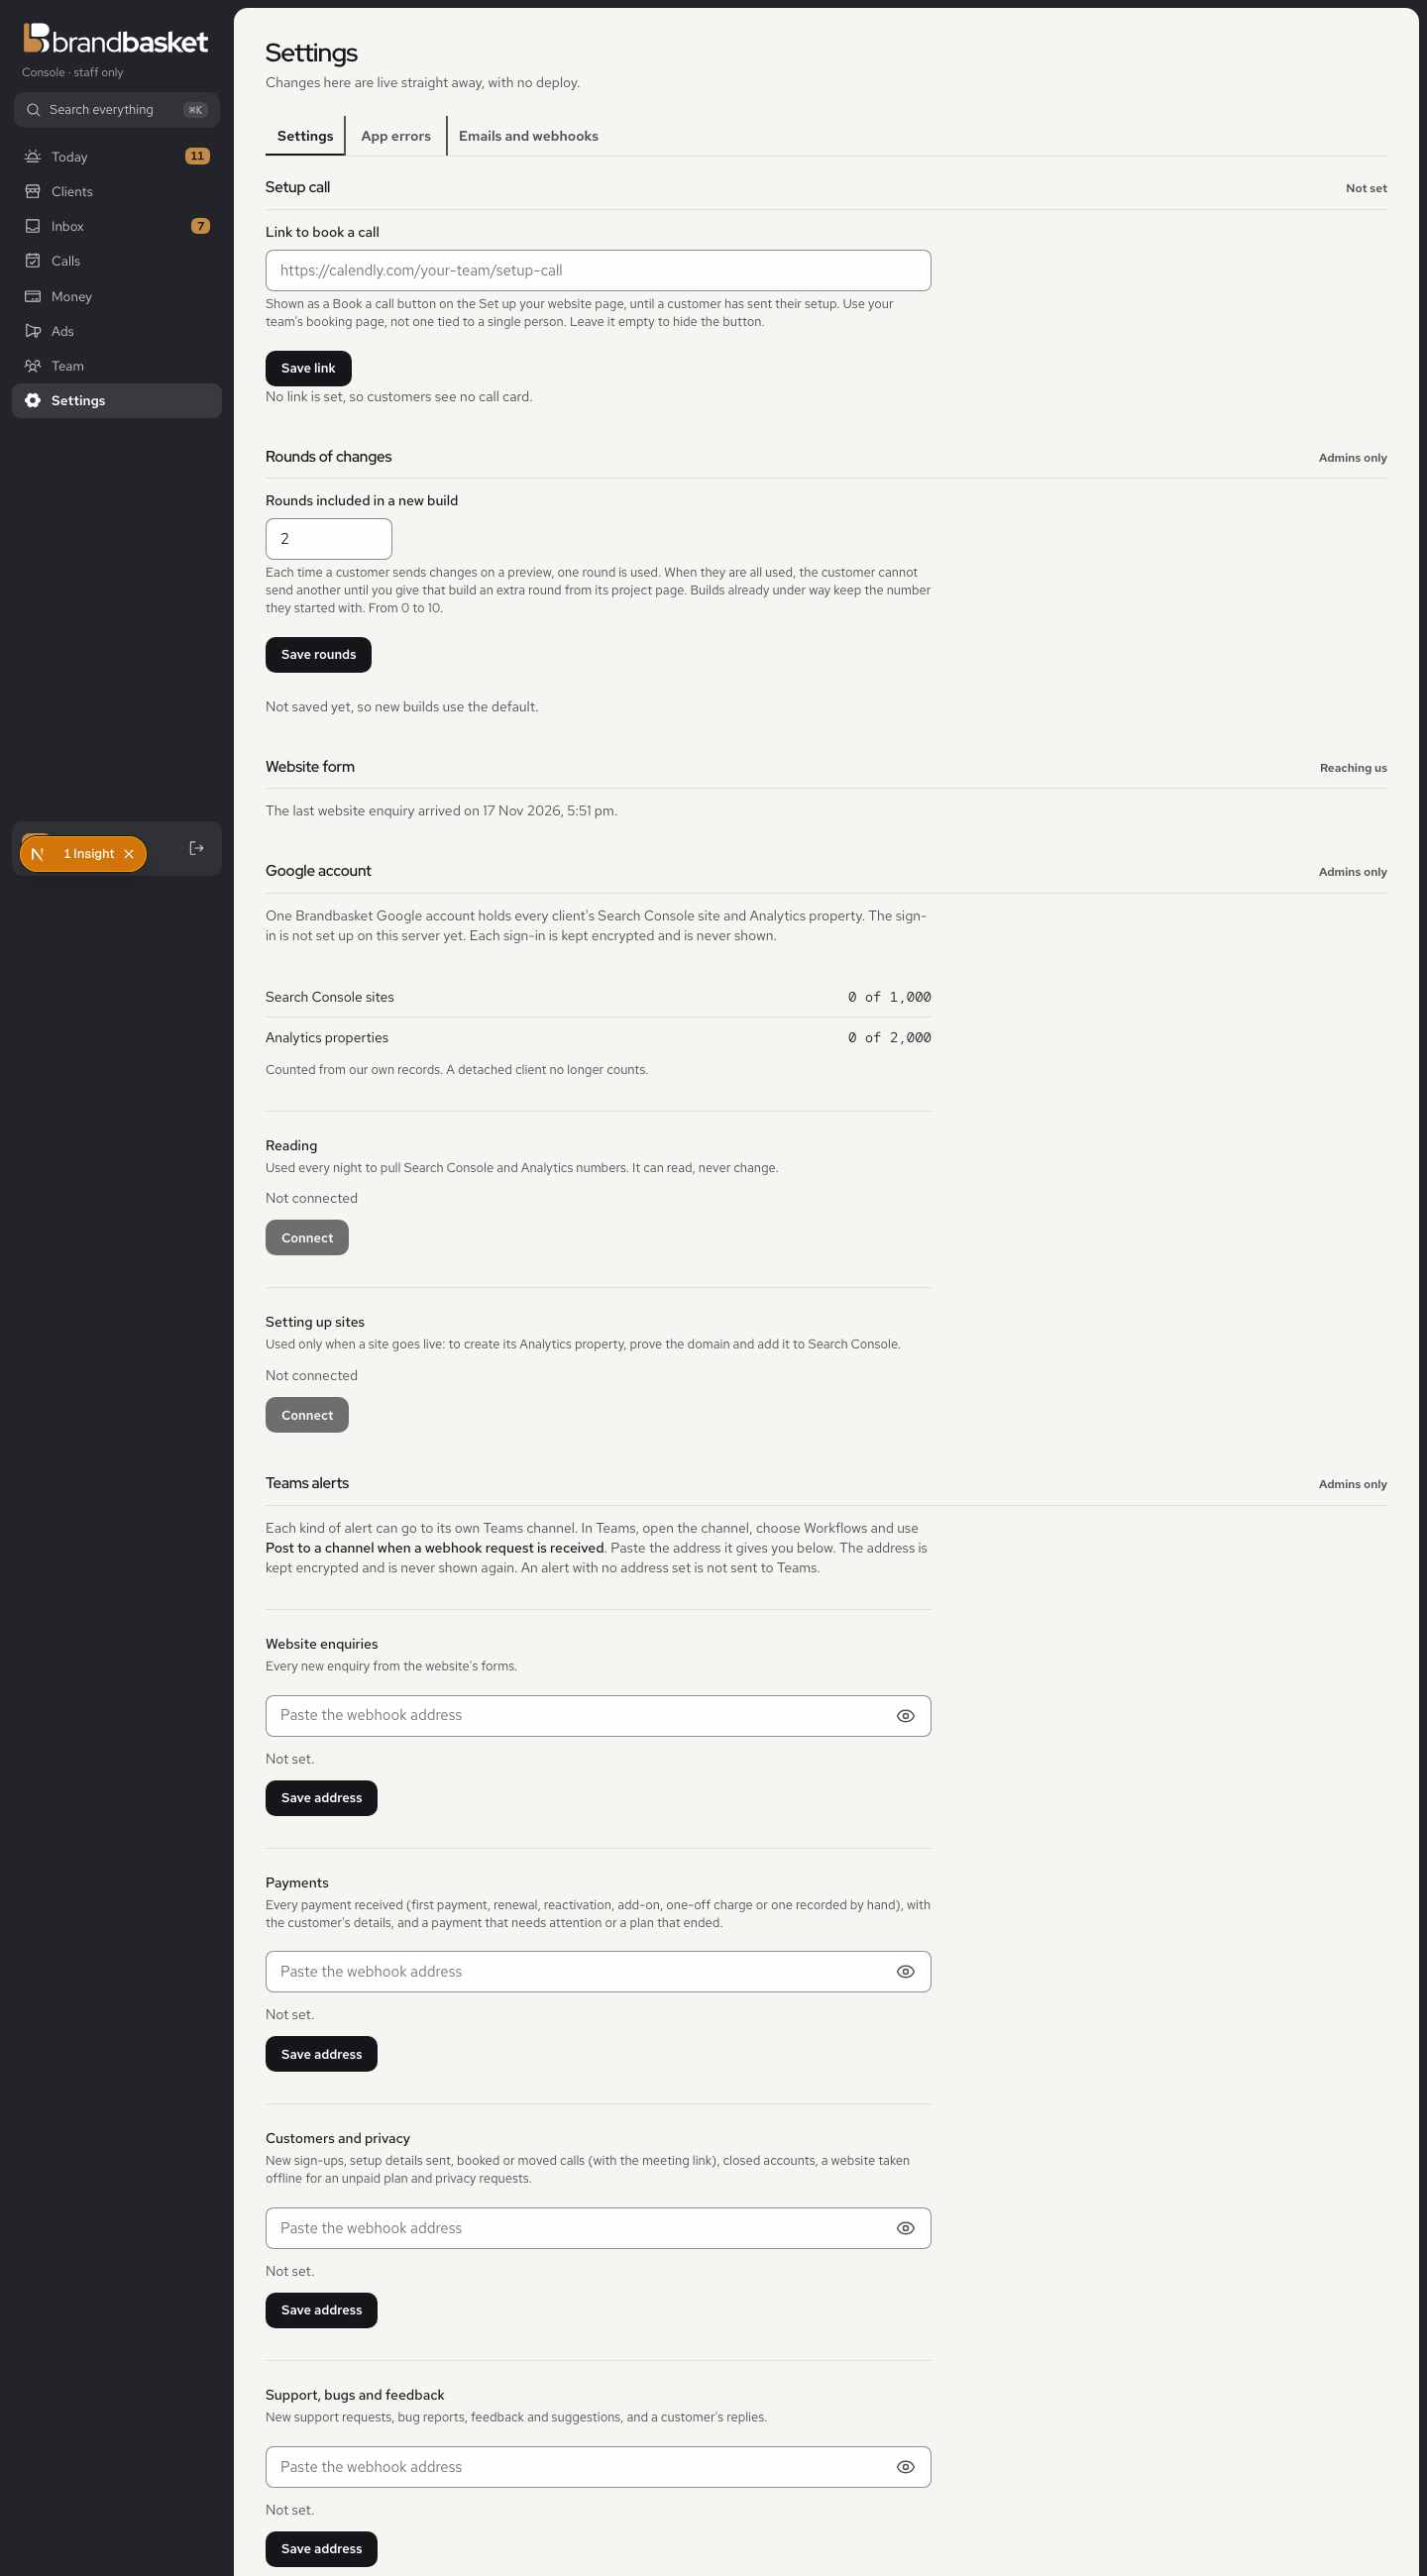 brandbasket
Console · staff only
Search everything ⌘K
Today 11
Clients
Inbox 7
Calls
Money
Ads
Team
Settings
1 Insight
Settings
Changes here are live straight away, with no deploy.
Settings App errors Emails and webhooks
Setup call Not set
Link to book a call
https://calendly.com/your-team/setup-call
Shown as a Book a call button on the Set up your website page, until a customer has sent their setup. Use your
team's booking page, not one tied to a single person. Leave it empty to hide the button.
Save link
No link is set, so customers see no call card.
Rounds of changes Admins only
Rounds included in a new build
2
Each time a customer sends changes on a preview, one round is used. When they are all used, the customer cannot
send another until you give that build an extra round from its project page. Builds already under way keep the number
they started with. From 0 to 10.
Save rounds
Not saved yet, so new builds use the default.
Website form Reaching us
The last website enquiry arrived on 17 Nov 2026, 5:51 pm.
Google account Admins only
One Brandbasket Google account holds every client's Search Console site and Analytics property. The sign-
in is not set up on this server yet. Each sign-in is kept encrypted and is never shown.
Search Console sites 0 of 1,000
Analytics properties 0 of 2,000
Counted from our own records. A detached client no longer counts.
Reading
Used every night to pull Search Console and Analytics numbers. It can read, never change.
Not connected
Connect
Setting up sites
Used only when a site goes live: to create its Analytics property, prove the domain and add it to Search Console.
Not connected
Connect
Teams alerts Admins only
Each kind of alert can go to its own Teams channel. In Teams, open the channel, choose Workflows and use
Post to a channel when a webhook request is received. Paste the address it gives you below. The address is
kept encrypted and is never shown again. An alert with no address set is not sent to Teams.
Website enquiries
Every new enquiry from the website's forms.
Paste the webhook address
Not set.
Save address
Payments
Every payment received (first payment, renewal, reactivation, add-on, one-off charge or one recorded by hand), with
the customer's details, and a payment that needs attention or a plan that ended.
Paste the webhook address
Not set.
Save address
Customers and privacy
New sign-ups, setup details sent, booked or moved calls (with the meeting link), closed accounts, a website taken
offline for an unpaid plan and privacy requests.
Paste the webhook address
Not set.
Save address
Support, bugs and feedback
New support requests, bug reports, feedback and suggestions, and a customer's replies.
Paste the webhook address
Not set.
Save address